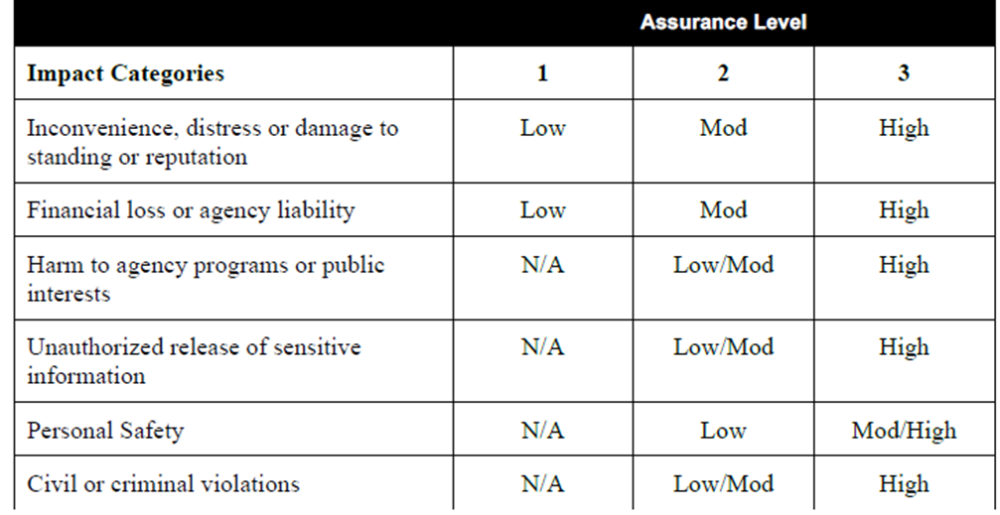 Assurance Level
Impact Categories 1 2 3
Inconvenience, distress or damage to Low Mod High
standing or reputation
Financial loss or agency liability Low Mod High
Harm to agency programs or public N/A Low/Mod High
interests
Unauthorized release of sensitive N/A Low/Mod High
information
Personal Safety N/A Low Mod/High
Civil or criminal violations N/A Low/Mod High